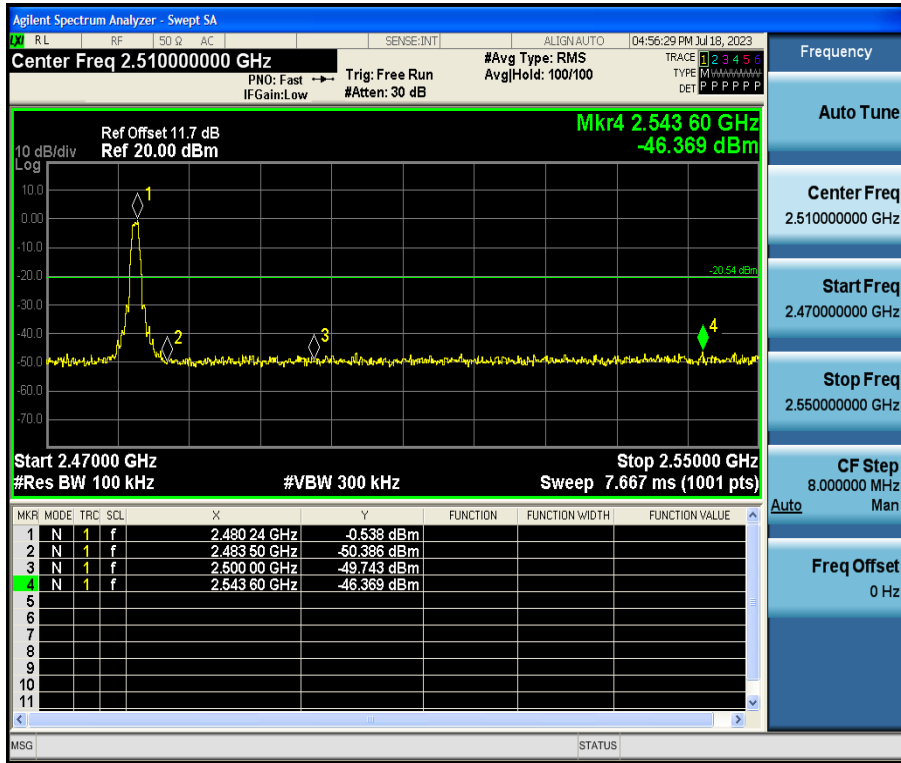 Agilent Spectrum Analyzer - Swept SA
LXI RL RF 50 Ω AC SENSE:INT ALIGN AUTO 04:56:29 PM Jul 18, 2023
Center Freq 2.510000000 GHz #Avg Type: RMS TRACE 1 2 3 4 5 6
PNO: Fast Trig: Free Run Avg|Hold: 100/100 TYPE M WWWWW
IFGain:Low #Atten: 30 dB DET P P P P P P
Mkr4 2.543 60 GHz
-46.369 dBm
Ref Offset 11.7 dB
10 dB/div Ref 20.00 dBm
Log
10.0
0.00
-10.0
-20.0
-30.0
-40.0
-50.0
-60.0
-70.0
1
2
3
4
-20.54 dBm
Start 2.47000 GHz Stop 2.55000 GHz
#Res BW 100 kHz #VBW 300 kHz Sweep 7.667 ms (1001 pts)
MKR MODE TRC SCL X Y FUNCTION FUNCTION WIDTH FUNCTION VALUE
1 N 1 f 2.480 24 GHz -0.538 dBm
2 N 1 f 2.483 50 GHz -50.386 dBm
3 N 1 f 2.500 00 GHz -49.743 dBm
4 N 1 f 2.543 60 GHz -46.369 dBm
5
6
7
8
9
10
11
MSG STATUS
Frequency
Auto Tune
Center Freq
2.510000000 GHz
Start Freq
2.470000000 GHz
Stop Freq
2.550000000 GHz
CF Step
8.000000 MHz
Auto Man
Freq Offset
0 Hz